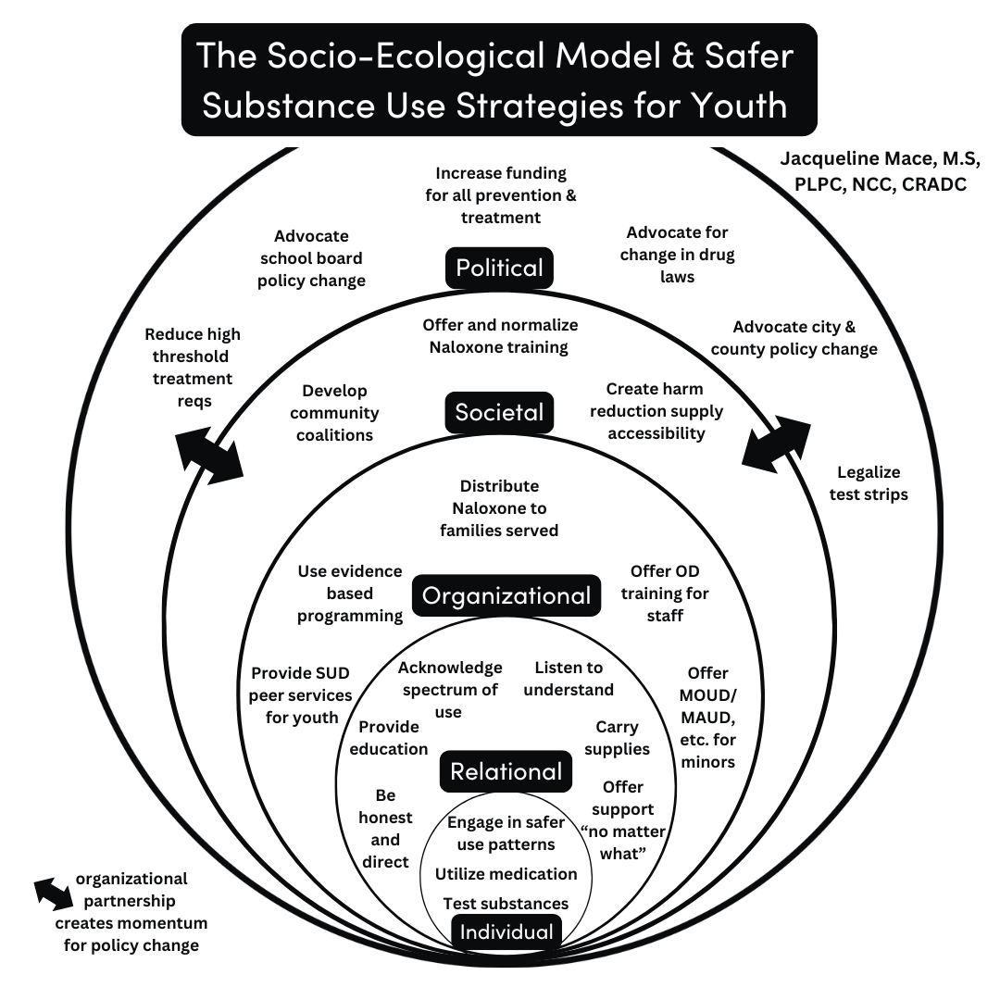 The Socio-Ecological Model & Safer
Substance Use Strategies for Youth
Jacqueline Mace, M.S,
PLPC, NCC, CRADC
Increase funding
for all prevention &
treatment
Advocate
school board
policy change
Advocate for
change in drug
laws
Political
Reduce high
threshold
treatment
reqs
Advocate city &
county policy change
Legalize
test strips
Offer and normalize
Naloxone training
Develop
community
coalitions
Create harm
reduction supply
accessibility
Societal
Distribute
Naloxone to
families served
Use evidence
based
programming
Offer OD
training for
staff
Organizational
Provide SUD
peer services
for youth
Offer
MOUD/
MAUD,
etc. for
minors
Acknowledge
spectrum of
use
Listen to
understand
Provide
education
Carry
supplies
Relational
Be
honest
and
direct
Offer
support
“no matter
what”
Engage in safer
use patterns
Utilize medication
Test substances
Individual
organizational
partnership
creates momentum
for policy change